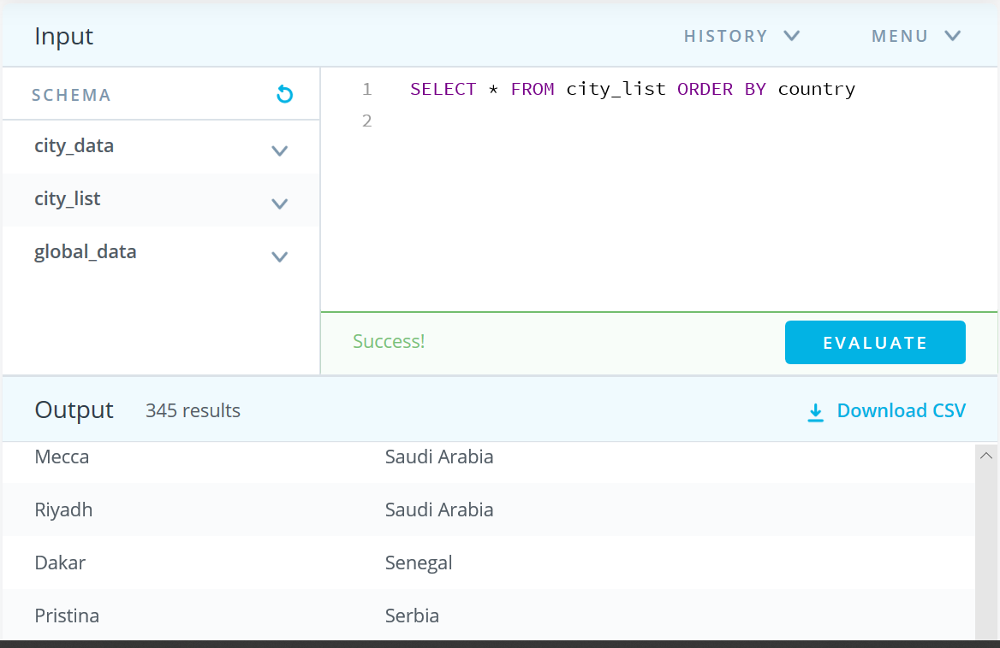 Input
HISTORY
MENU
SCHEMA
1 SELECT * FROM city_list ORDER BY country
2
city_data
city_list
global_data
Success!
EVALUATE
Output 345 results
Download CSV
Mecca Saudi Arabia
Riyadh Saudi Arabia
Dakar Senegal
Pristina Serbia